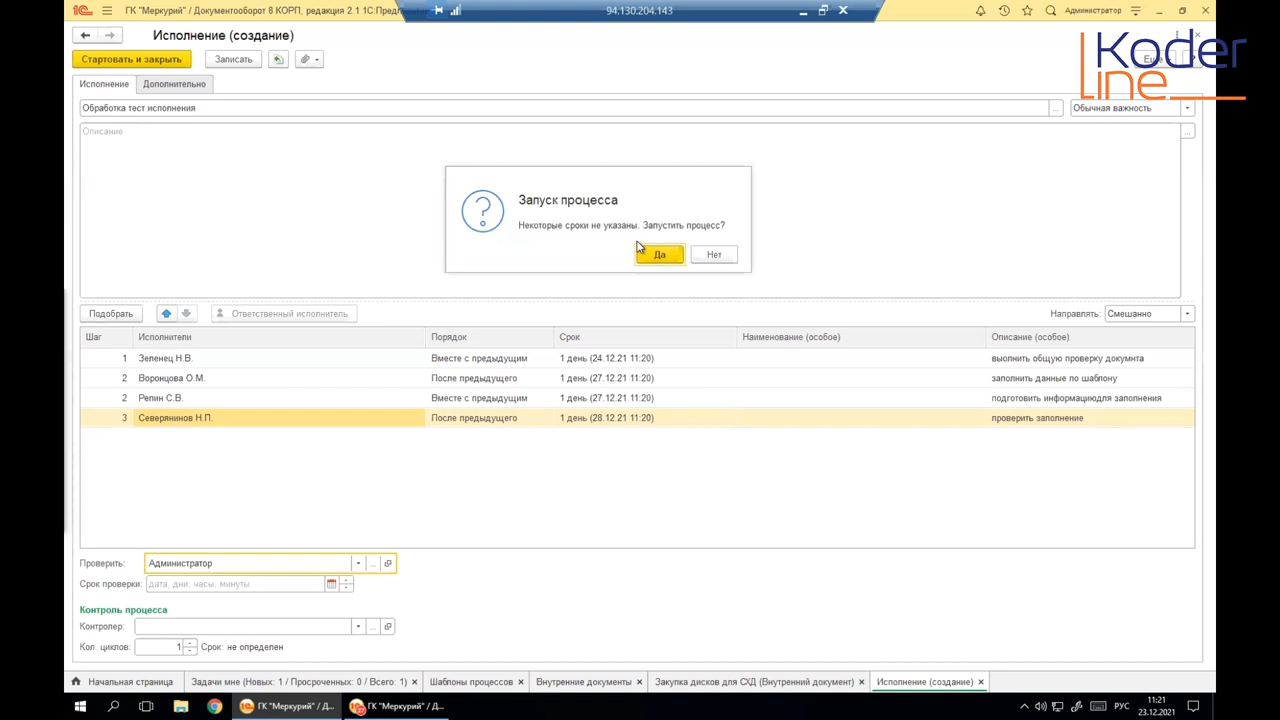 ГК "Меркурий" / Документооборот 8 КОРП, редакция 2.1 1С:Предп
94.130.204.143
Администратор
Исполнение (создание)
Koder
line
Стартовать и закрыть
Записать
Исполнение
Дополнительно
Обработка тест исполнения
Обычная важность
Описание
Запуск процесса
Некоторые сроки не указаны. Запустить процесс?
Да
Нет
Подобрать
Ответственный исполнитель
Направлять: Смешанно
Шаг Исполнители Порядок Срок Наименование (особое) Описание (особое)
1 Зеленец Н.В. Вместе с предыдущим 1 день (24.12.21 11:20) выолнить общую проверку докумнта
2 Воронцова О.М. После предыдущего 1 день (27.12.21 11:20) заполнить данные по шаблону
2 Репин С.В. Вместе с предыдущим 1 день (27.12.21 11:20) подготовить информациюдля заполнения
3 Северянинов Н.П. После предыдущего 1 день (28.12.21 11:20) проверить заполнение
Проверить: Администратор
Срок проверки: дата, дни, часы, минуты
Контроль процесса
Контролер:
Кол. циклов: 1 Срок: не определен
Начальная страница Задачи мне (Новых: 1 / Просроченных: 0 / Всего: 1) Шаблоны процессов Внутренние документы Закупка дисков для СХД (Внутренний документ) Исполнение (создание)
ГК "Меркурий" / Д... ГК "Меркурий" / Д... РУС 11:21
23.12.2021